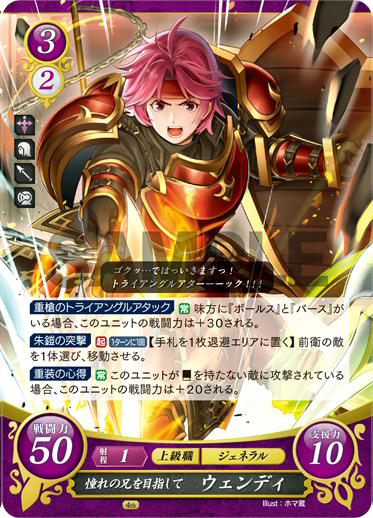 3
2
SAMPLE
ゴクッ…ではっいきますっ!
トライアングルアターーーック!!!
重槍のトライアングルアタック 常 味方に『ボールス』と『バース』が
いる場合、このユニットの戦闘力は+30される。
朱鎧の突撃 起 1ターンに1回 【手札を1枚退避エリアに置く】前衛の敵
を1体選び、移動させる。
重装の心得 常 このユニットが■を持たない敵に攻撃されてい
る場合、このユニットの戦闘力は+20される。
戦闘力 50
射程 1 上級職 ジェネラル
支援力 10
憧れの兄を目指して ウェンディ
4th
Illust:ホマ蔵